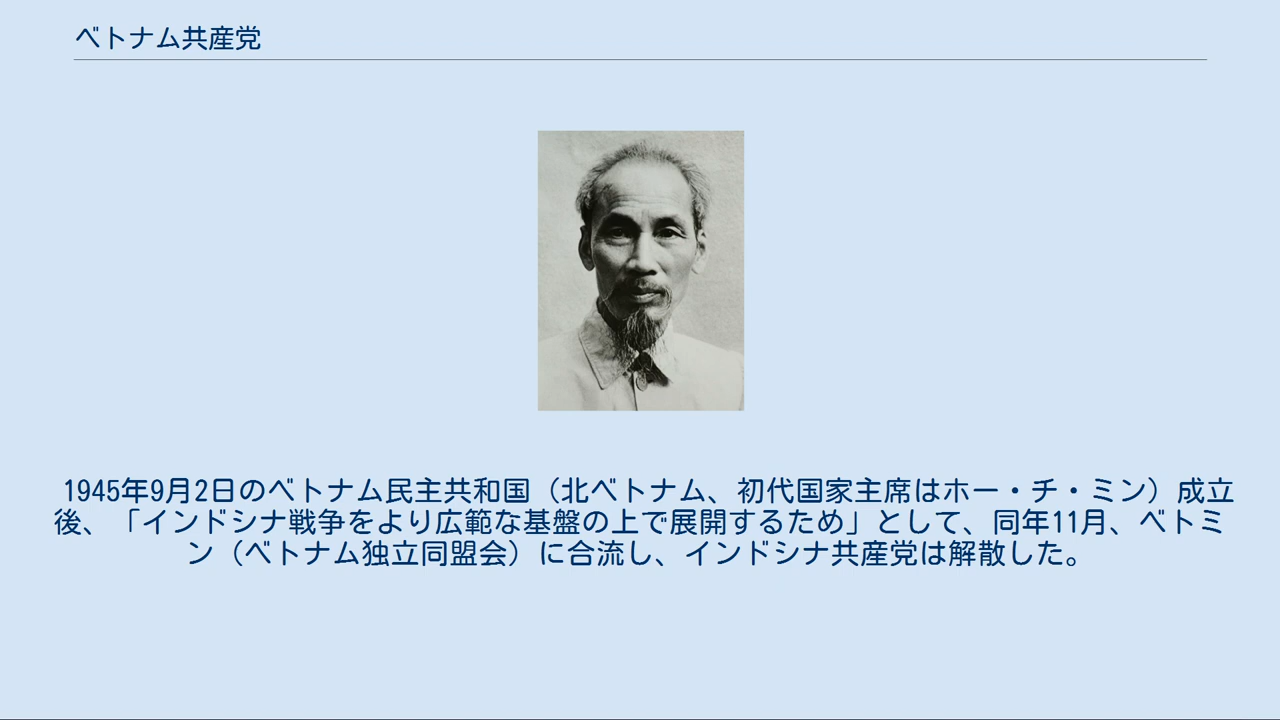 ベトナム共産党
1945年9月2日のベトナム民主共和国（北ベトナム、初代国家主席はホー・チ・ミン）成立
後、「インドシナ戦争をより広範な基盤の上で展開するため」として、同年11月、ベトミ
ン（ベトナム独立同盟会）に合流し、インドシナ共産党は解散した。